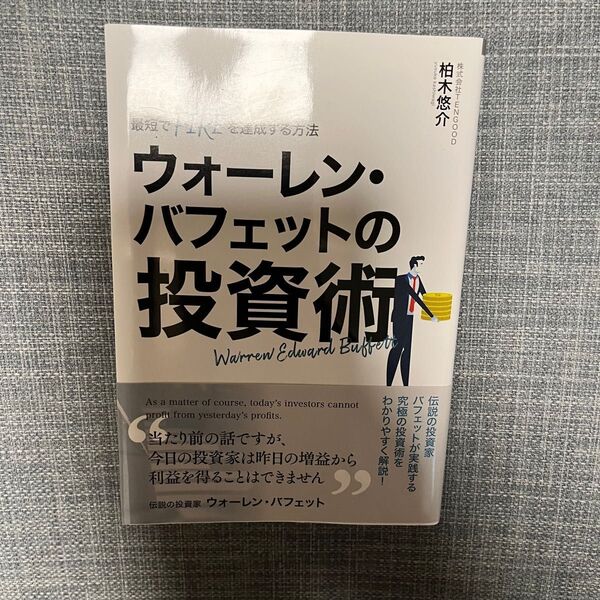 株式会社TENGOOD
柏木悠介
最短でFIREを達成する方法
ウォーレン・
バフェットの
投資術
Warren Edward Buffett
As a matter of course, today's investors cannot
profit from yesterday's profits.
“
当たり前の話ですが、
今日の投資家は昨日の増益から
利益を得ることはできません
”
伝説の投資家 ウォーレン・バフェット
伝説の投資家
バフェットが実践する
究極の投資術を
わかりやすく解説!